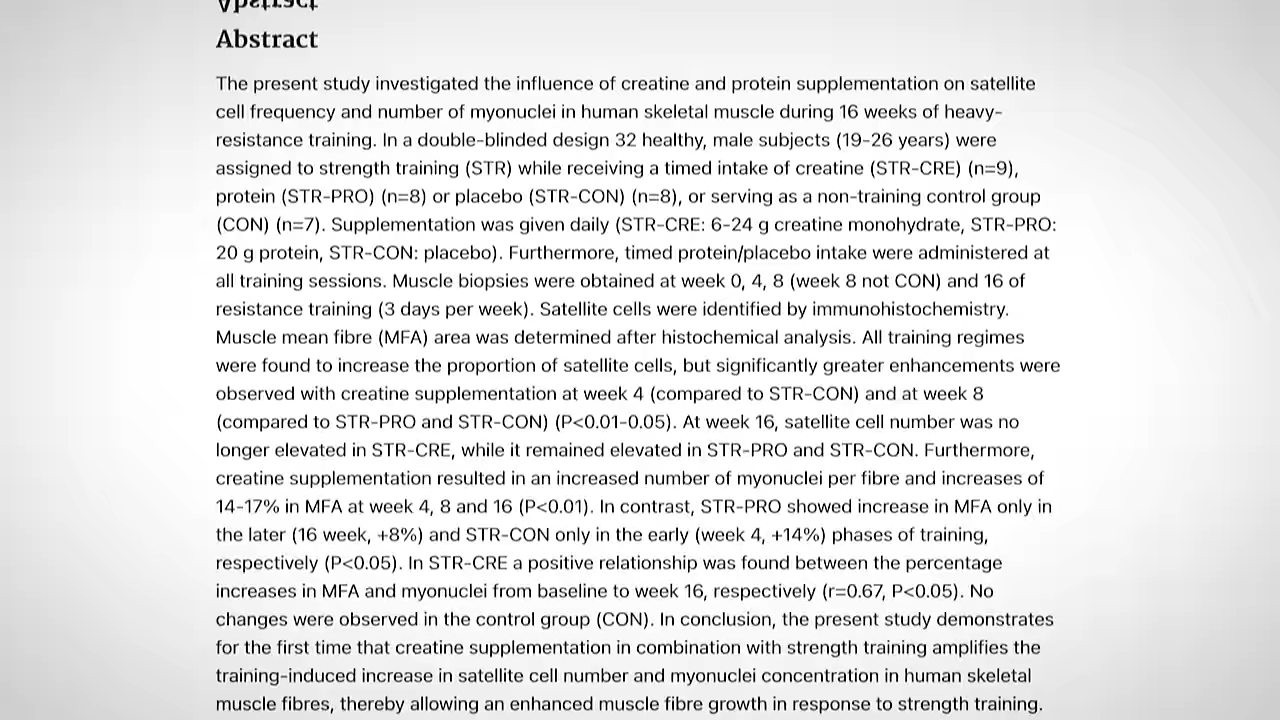 Abstract
The present study investigated the influence of creatine and protein supplementation on satellite
cell frequency and number of myonuclei in human skeletal muscle during 16 weeks of heavy-
resistance training. In a double-blinded design 32 healthy, male subjects (19-26 years) were
assigned to strength training (STR) while receiving a timed intake of creatine (STR-CRE) (n=9),
protein (STR-PRO) (n=8) or placebo (STR-CON) (n=8), or serving as a non-training control group
(CON) (n=7). Supplementation was given daily (STR-CRE: 6-24 g creatine monohydrate, STR-PRO:
20 g protein, STR-CON: placebo). Furthermore, timed protein/placebo intake were administered at
all training sessions. Muscle biopsies were obtained at week 0, 4, 8 (week 8 not CON) and 16 of
resistance training (3 days per week). Satellite cells were identified by immunohistochemistry.
Muscle mean fibre (MFA) area was determined after histochemical analysis. All training regimes
were found to increase the proportion of satellite cells, but significantly greater enhancements were
observed with creatine supplementation at week 4 (compared to STR-CON) and at week 8
(compared to STR-PRO and STR-CON) (P<0.01-0.05). At week 16, satellite cell number was no
longer elevated in STR-CRE, while it remained elevated in STR-PRO and STR-CON. Furthermore,
creatine supplementation resulted in an increased number of myonuclei per fibre and increases of
14-17% in MFA at week 4, 8 and 16 (P<0.01). In contrast, STR-PRO showed increase in MFA only in
the later (16 week, +8%) and STR-CON only in the early (week 4, +14%) phases of training,
respectively (P<0.05). In STR-CRE a positive relationship was found between the percentage
increases in MFA and myonuclei from baseline to week 16, respectively (r=0.67, P<0.05). No
changes were observed in the control group (CON). In conclusion, the present study demonstrates
for the first time that creatine supplementation in combination with strength training amplifies the
training-induced increase in satellite cell number and myonuclei concentration in human skeletal
muscle fibres, thereby allowing an enhanced muscle fibre growth in response to strength training.